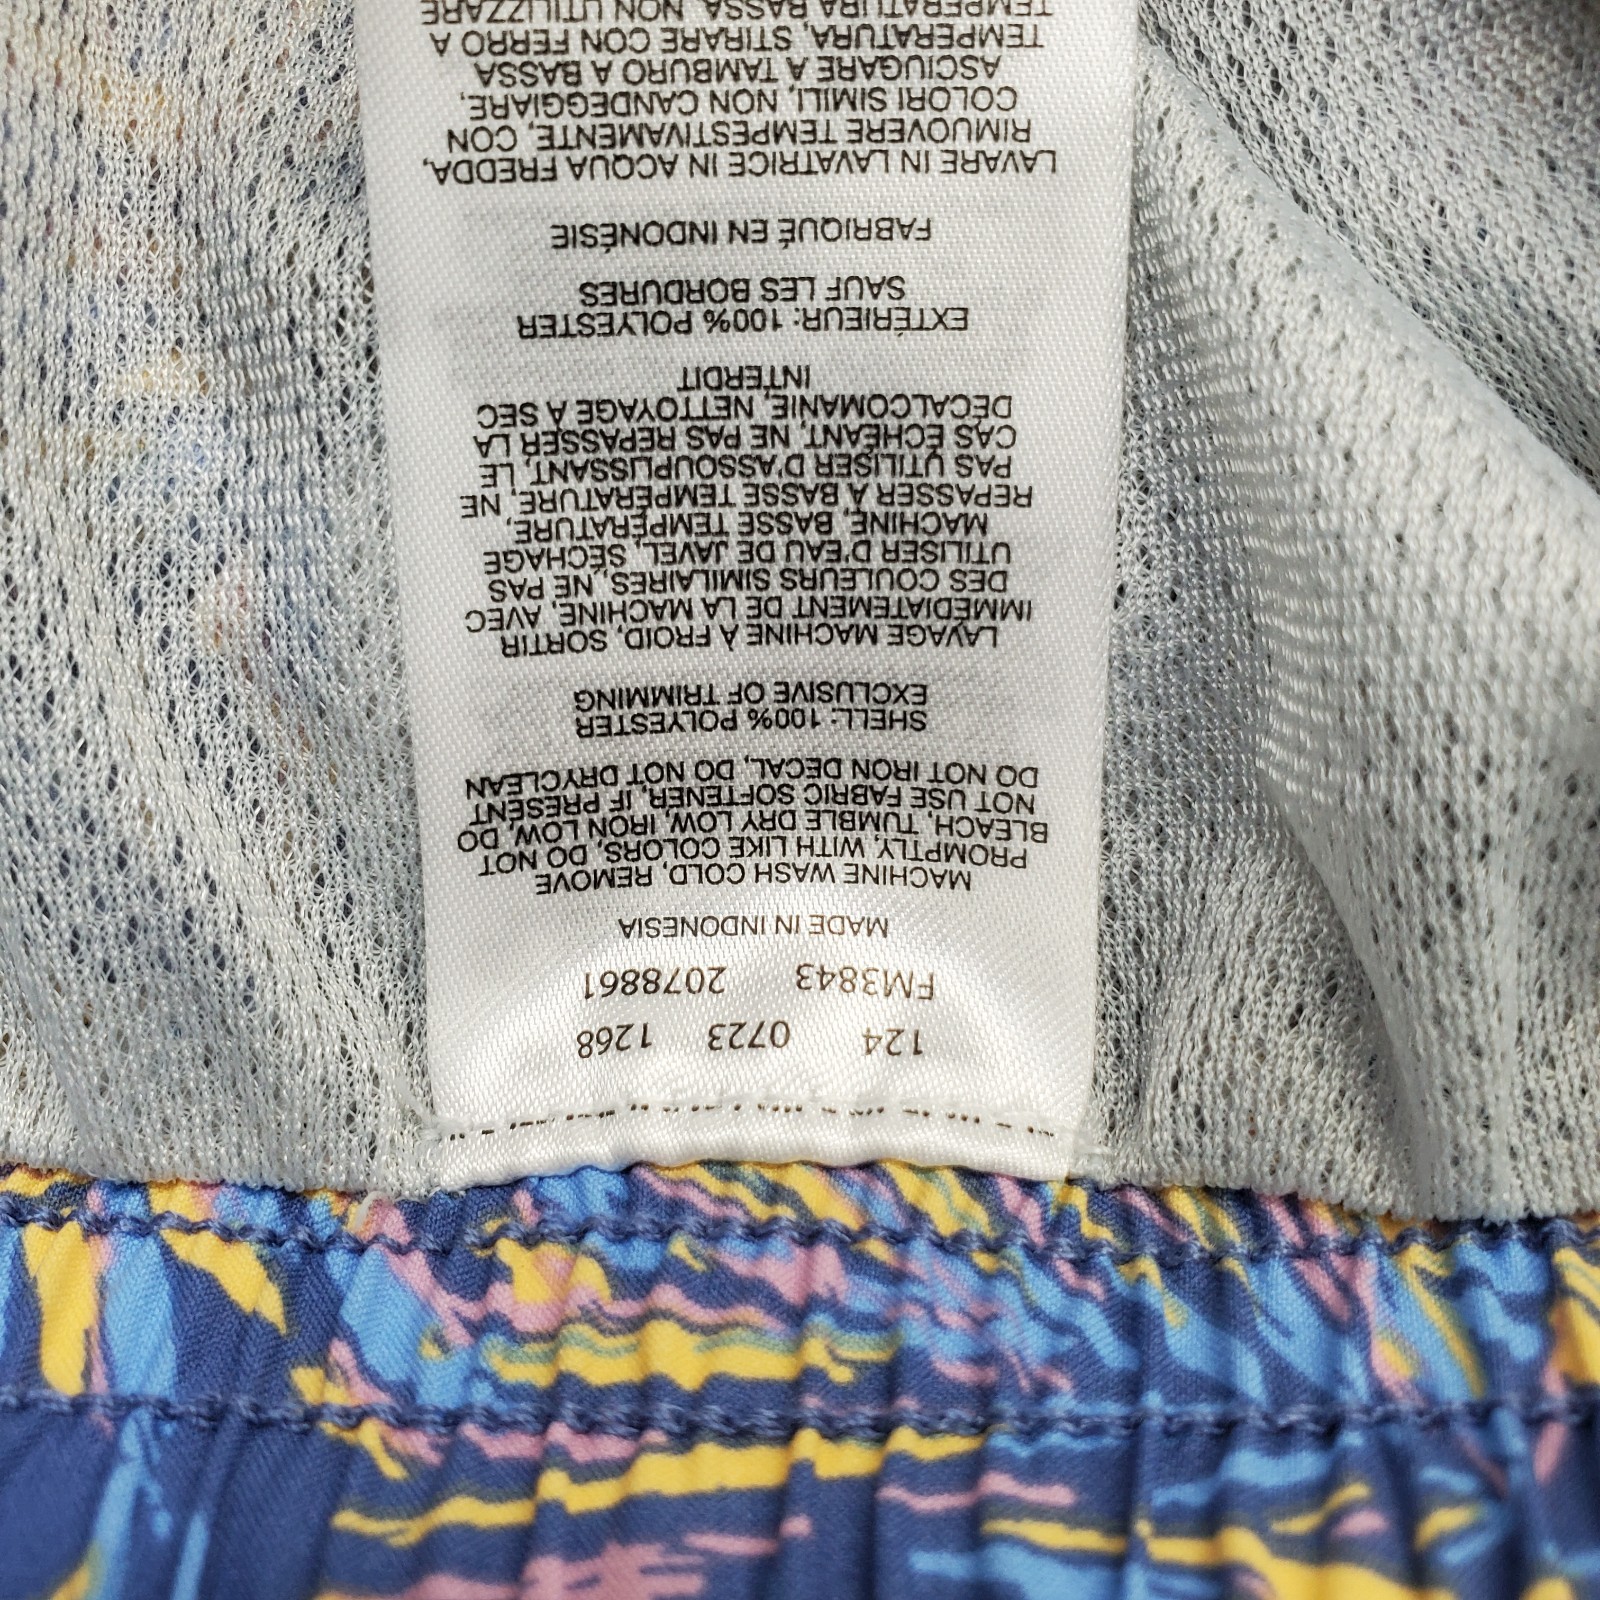 124 0723 1268
FM3843 2078861
MADE IN INDONESIA
MACHINE WASH COLD, REMOVE
PROMPTLY, WITH LIKE COLORS, DO NOT
BLEACH, TUMBLE DRY LOW, IRON LOW, DO
NOT USE FABRIC SOFTENER, IF PRESENT
DO NOT IRON DECAL, DO NOT DRYCLEAN
SHELL: 100% POLYESTER
EXCLUSIVE OF TRIMMING
LAVAGE MACHINE À FROID, SORTIR
IMMÉDIATEMENT DE LA MACHINE, AVEC
DES COULEURS SIMILAIRES, NE PAS
UTILISER D'EAU DE JAVEL, SÉCHAGE
MACHINE, BASSE TEMPÉRATURE,
REPASSER À BASSE TEMPÉRATURE, NE
PAS UTILISER D'ASSOUPLISSANT, LE
CAS ÉCHÉANT, NE PAS REPASSER LA
DÉCALCOMANIE, NETTOYAGE À SEC
INTERDIT
EXTÉRIEUR: 100% POLYESTER
SAUF LES BORDURES
FABRIQUÉ EN INDONÉSIE
LAVARE IN LAVATRICE IN ACQUA FREDDA,
RIMUOVERE TEMPESTIVAMENTE, CON
COLORI SIMILI, NON CANDEGGIARE,
ASCIUGARE A TAMBURO A BASSA
TEMPERATURA, STIRARE CON FERRO A
TEMPERATURA BASSA, NON UTILIZZARE